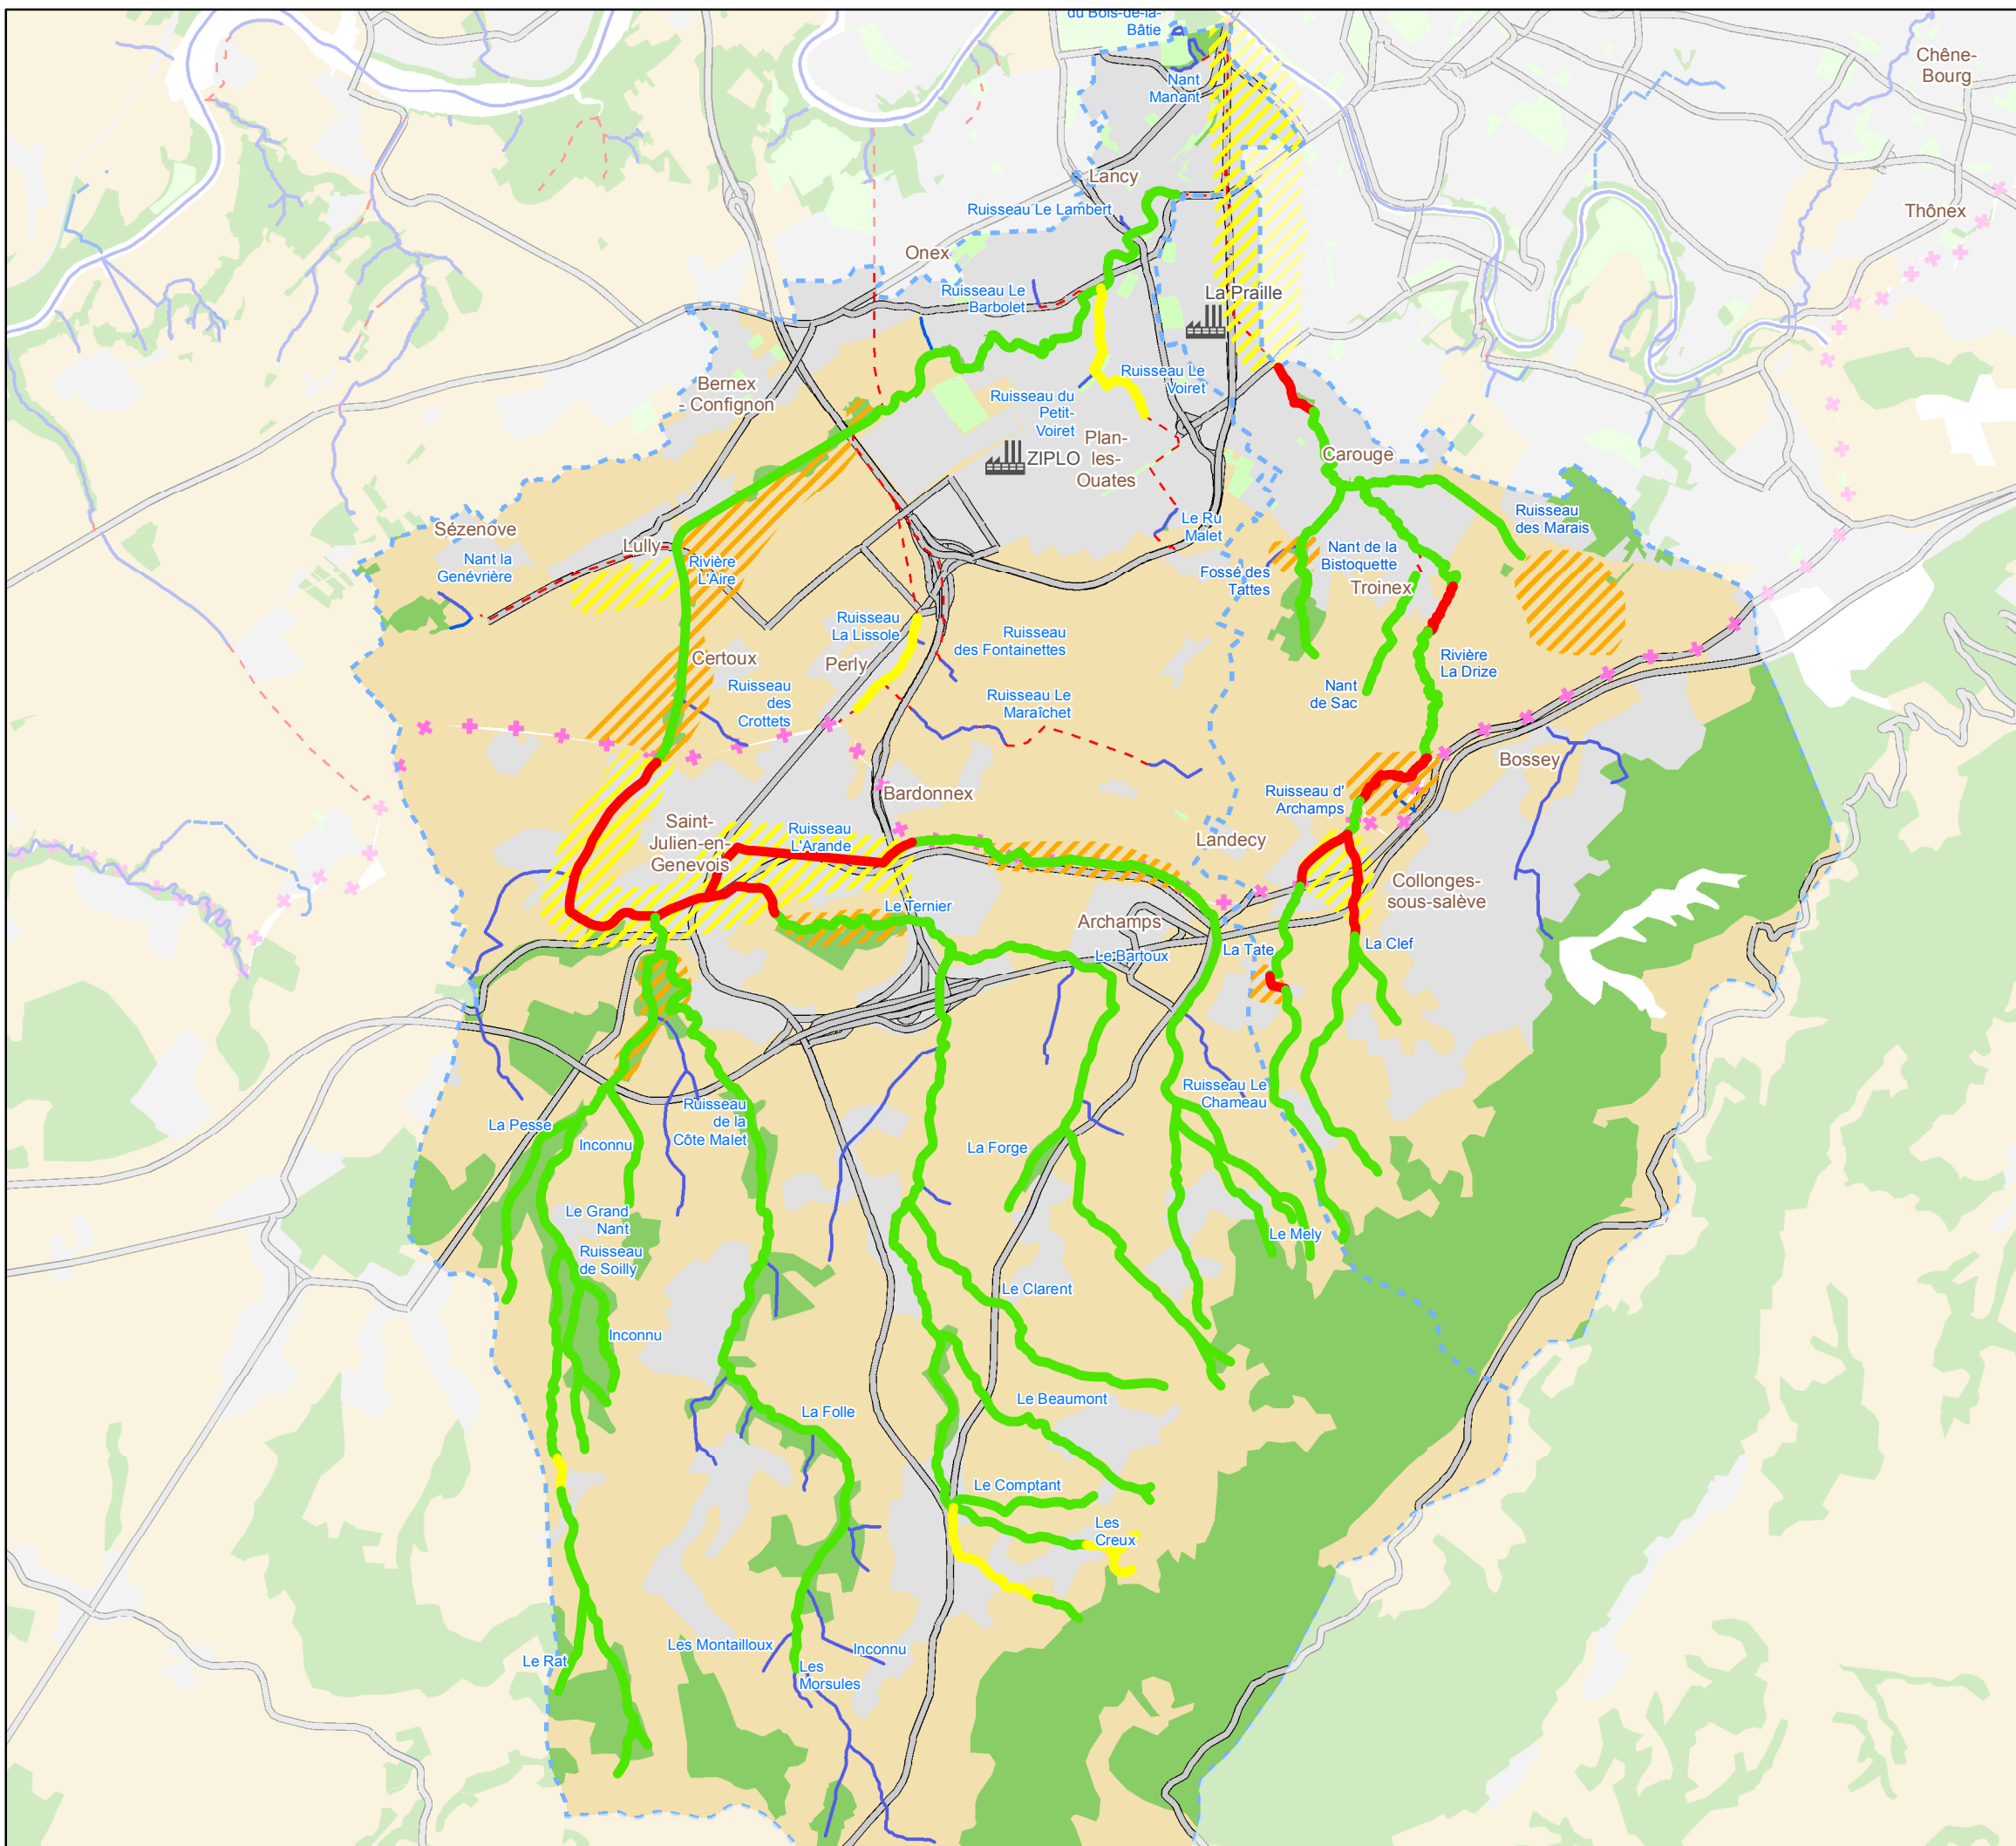 du Bois-de-la-
Bâtie
Chêne-
Bourg
Nant
Manant
Lancy
Thônex
Ruisseau Le Lambert
Onex
Ruisseau Le
Barbolet
La Praille
Bernex
- Confignon
Ruisseau Le
Voiret
Ruisseau du
Petit-
Voiret
Plan-
les-
Ouates
ZIPLO
Carouge
Sézenove
Nant la
Genévrière
Lully
Rivière
L'Aire
Le Ru
Malet
Ruisseau
des Marais
Nant de la
Bistoquette
Fossé des
Tattes
Troinex
Ruisseau
La Lissole
Ruisseau
des Fontainettes
Certoux
Perly
Rivière
La Drize
Ruisseau
des
Crottets
Ruisseau Le
Maraîchet
Nant
de Sac
Bossey
Bardonnex
Ruisseau d'
Archamps
Saint-
Julien-en-
Genevois
Ruisseau
L'Arande
Landecy
Collonges-
sous-salève
Le Ternier
Archamps
Le Bartoux
La Tate
La Clef
Ruisseau Le
Chameau
La Pesse
Inconnu
Ruisseau
de la
Côte Malet
La Forge
Le Grand
Nant
Ruisseau
de Soilly
Le Mely
Le Clarent
Inconnu
Le Beaumont
La Folle
Le Comptant
Les
Creux
Les Montailloux
Inconnu
Le Rat
Les
Morsules